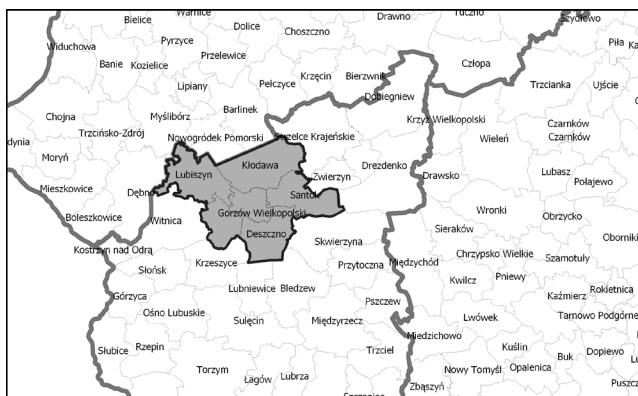 Warnice
Tuczno
Bielice
Dolice
Drawno
Szydłowo
Choszczno
Widuchowa
Pyrzyce
Przelewice
Piła
Banie
Kozielice
Krzęcin
Bierzwnik
Człopa
Lipiany
Pełczyce
Trzcianka
Ujście
Dobiegniew
Chojna
Barlinek
Myślibórz
Krzyż Wielkopolski
Czarnków
Czarnków
Trzcińsko-Zdrój
Nowogródek Pomorski
Strzelce Krajeńskie
Wieleń
Moryń
Kłodawa
Drezdenko
Lubasz
Lubiszyn
Zwierzyn
Drawsko
Połajewo
Mieszkowice
Dębno
Santok
Wronki
Boleszkowice
Witnica
Gorzów Wielkopolski
Obrzycko
Sieraków
Deszczno
Skwierzyna
Oborniki
Kostrzyn nad Odrą
Krzeszyce
Przytoczna
Międzychód
Chrzypsko Wielkie
Szamotuły
Słońsk
Kwilcz
Pniewy
Lubniewice
Bledzew
Rokietnica
Górzyca
Pszczew
Kaźmierz
Ośno Lubuskie
Lwówek
Tarnowo Podgórne
Sulęcin
Międzyrzecz
Miedzichowo
Słubice
Rzepin
Trzciel
Kuślin
Dopiewo
Buk
Torzym
Nowy Tomyśl
Opalenica
Łagów
Lubrza
Zbąszyń